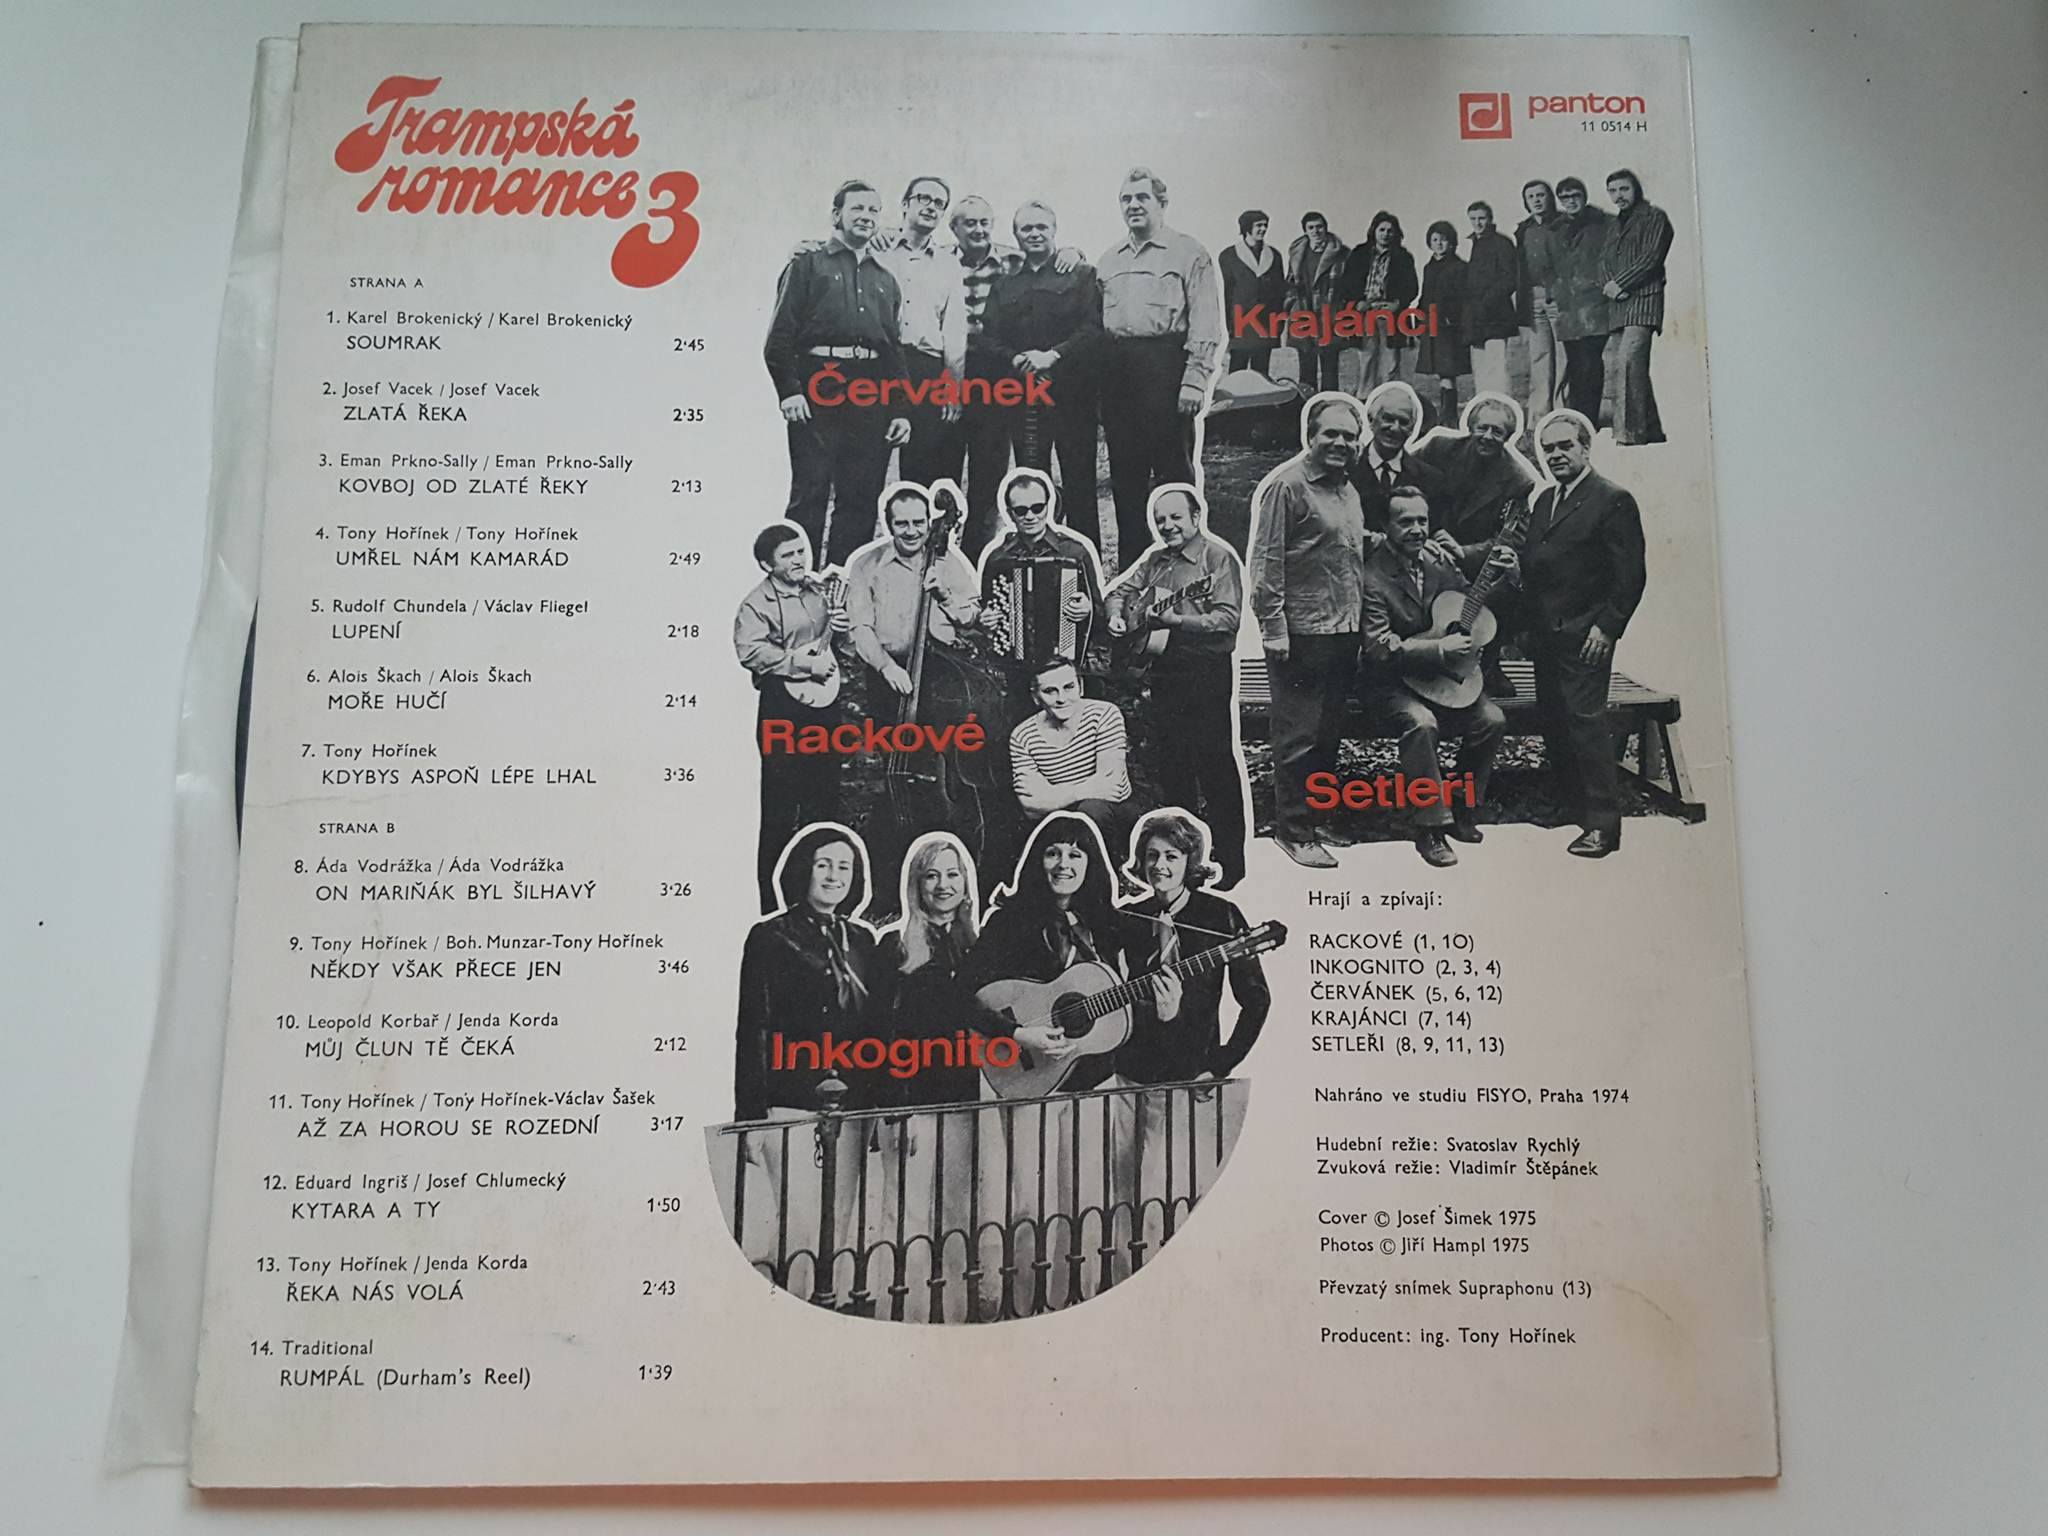 Trampská
romance 3
panton
11 0514 H
STRANA A
1. Karel Brokenický / Karel Brokenický
SOUMRAK 2'45
2. Josef Vacek / Josef Vacek
ZLATÁ ŘEKA 2'35
3. Eman Prkno-Sally / Eman Prkno-Sally
KOVBOJ OD ZLATÉ ŘEKY 2'13
4. Tony Hořínek / Tony Hořínek
UMŘEL NÁM KAMARÁD 2'49
5. Rudolf Chundela / Václav Fliegel
LUPENÍ 2'18
6. Alois Škach / Alois Škach
MOŘE HUČÍ 2'14
7. Tony Hořínek
KDYBYS ASPOŇ LÉPE LHAL 3'36
STRANA B
8. Áda Vodrážka / Áda Vodrážka
ON MARIŇÁK BYL ŠILHAVÝ 3'26
9. Tony Hořínek / Boh. Munzar-Tony Hořínek
NĚKDY VŠAK PŘECE JEN 3'46
10. Leopold Korbař / Jenda Korda
MŮJ ČLUN TĚ ČEKÁ 2'12
11. Tony Hořínek / Tony Hořínek-Václav Šašek
AŽ ZA HOROU SE ROZEDNÍ 3'17
12. Eduard Ingriš / Josef Chlumecký
KYTARA A TY 1'50
13. Tony Hořínek / Jenda Korda
ŘEKA NÁS VOLÁ 2'43
14. Traditional
RUMPÁL (Durham's Reel) 1'39
Krajánci
Červánek
Rackové
Setleři
Inkognito
Hrají a zpívají:
RACKOVÉ (1, 10)
INKOGNITO (2, 3, 4)
ČERVÁNEK (5, 6, 12)
KRAJÁNCI (7, 14)
SETLEŘI (8, 9, 11, 13)
Nahráno ve studiu FISYO, Praha 1974
Hudební režie: Svatoslav Rychlý
Zvuková režie: Vladimír Štěpánek
Cover © Josef Šimek 1975
Photos © Jiří Hampl 1975
Převzatý snímek Supraphonu (13)
Producent: ing. Tony Hořínek